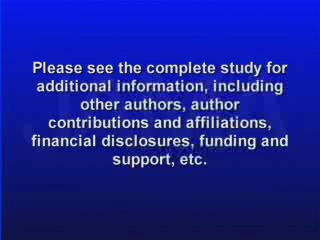 Please see the complete study for
additional information, including
other authors, author
contributions and affiliations,
financial disclosures, funding and
support, etc.